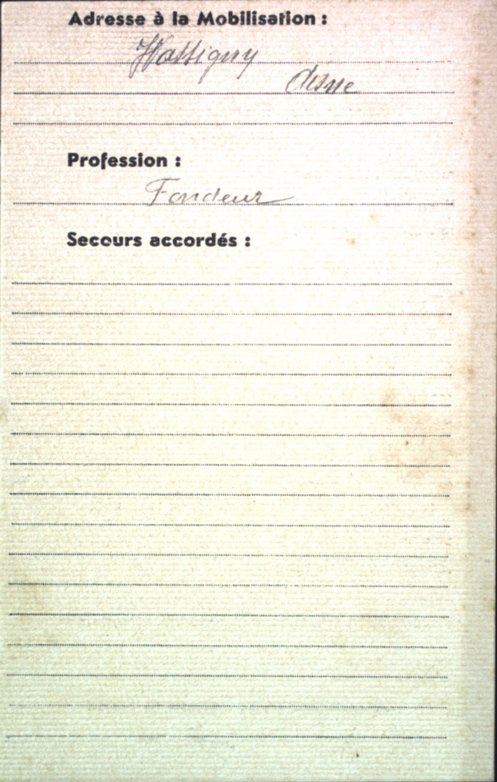 Adresse à la Mobilisation :
Wattigny
Aisne
Profession :
Fondeur
Secours accordés :